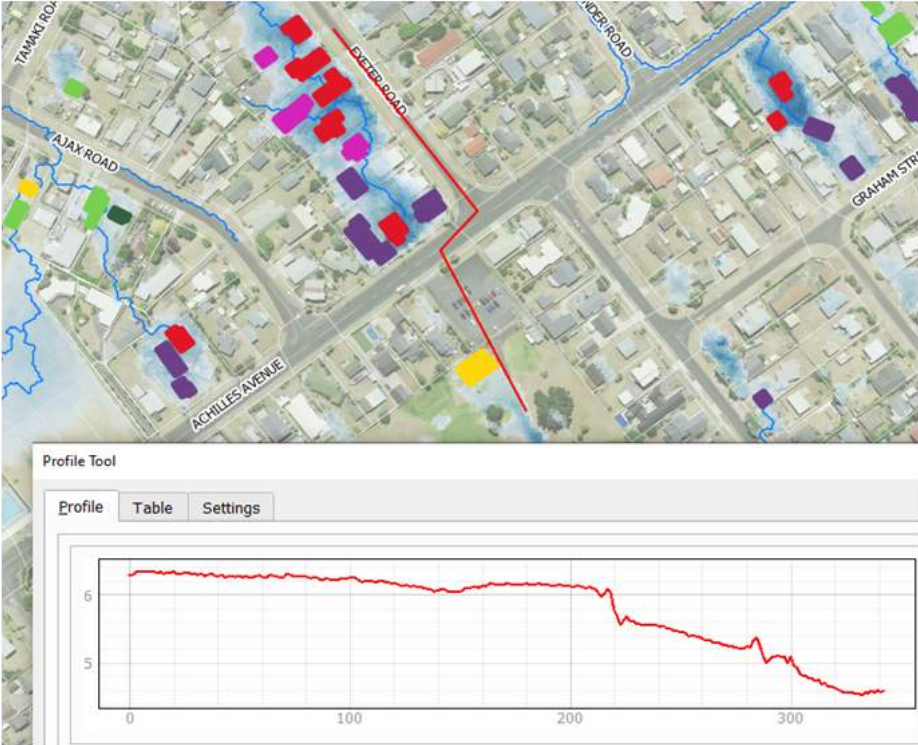 TAMAKI ROA
EXETER ROAD
NDER ROAD
AJAX ROAD
GRAHAM STR
ACHILLES AVENUE
Profile Tool
Profile Table Settings
6
5
0 100 200 300